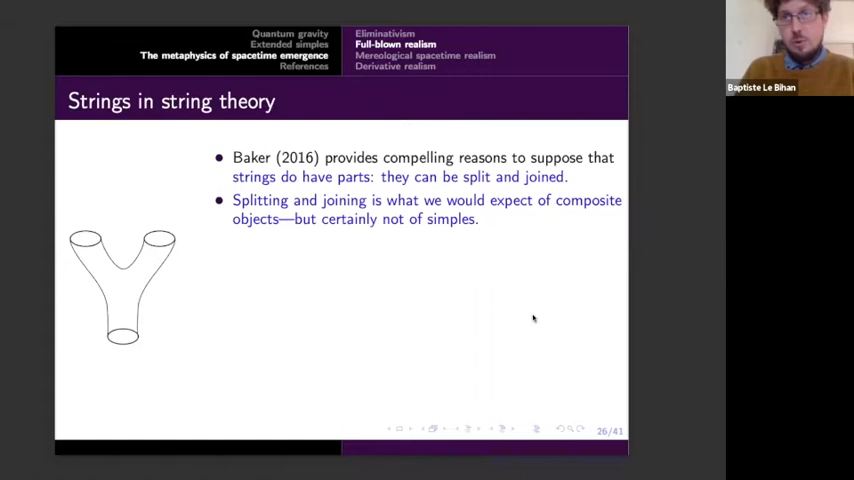 Quantum gravity
Extended simples
The metaphysics of spacetime emergence
References
Eliminativism
Full-blown realism
Mereological spacetime realism
Derivative realism
Strings in string theory
Baker (2016) provides compelling reasons to suppose that
strings do have parts: they can be split and joined.
Splitting and joining is what we would expect of composite
objects—but certainly not of simples.
26/41
Baptiste Le Bihan